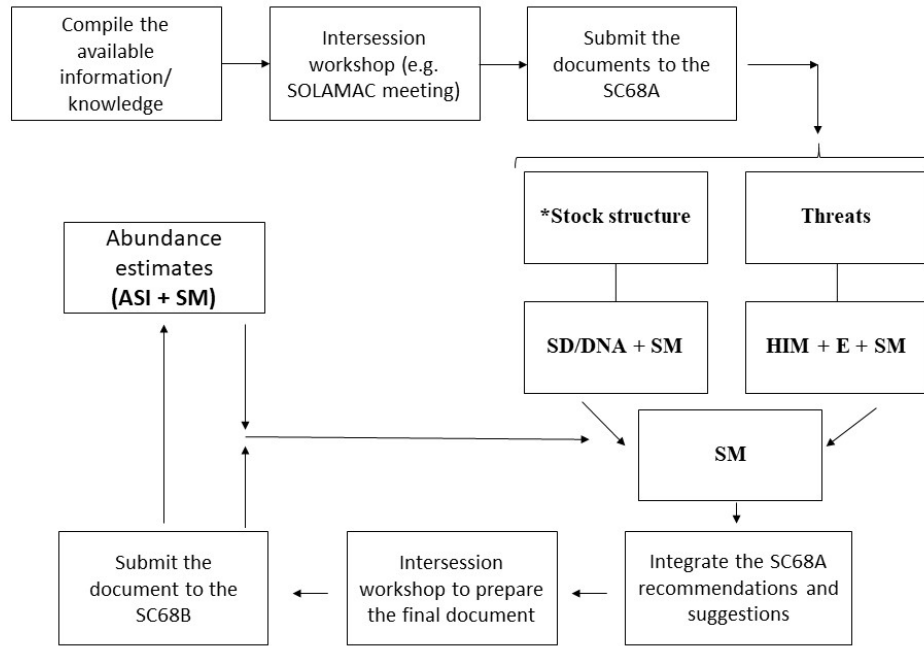 Compile the
available
information/
knowledge
Intersession
workshop (e.g.
SOLAMAC meeting)
Submit the
documents to the
SC68A
*Stock structure
Threats
Abundance
estimates
(ASI + SM)
SD/DNA + SM
HIM + E + SM
SM
Submit the
document to the
SC68B
Intersession
workshop to prepare
the final document
Integrate the SC68A
recommendations and
suggestions